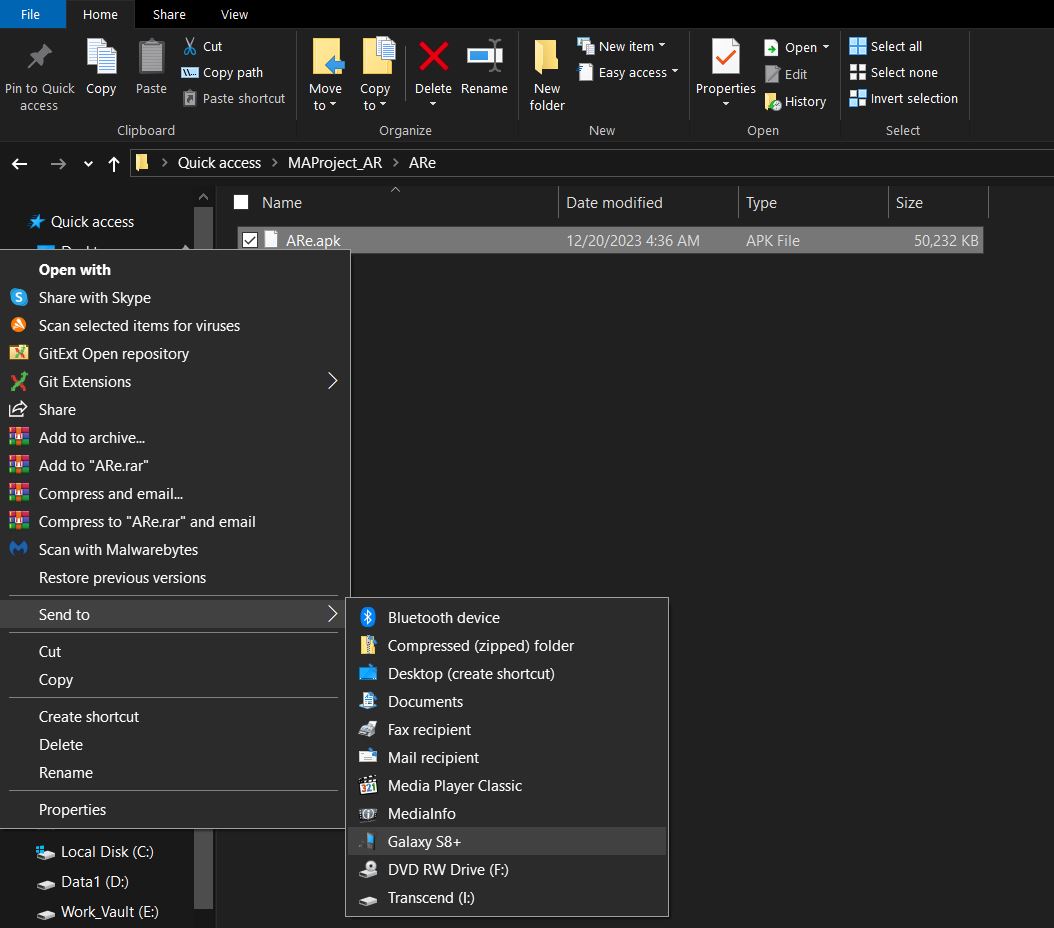 File Home Share View
Pin to Quick access
Copy
Paste
Cut
Copy path
Paste shortcut
Clipboard
Move to
Copy to
Delete
Rename
Organize
New folder
New item
Easy access
New
Properties
Open
Edit
History
Open
Select all
Select none
Invert selection
Select
Quick access MAProject_AR ARe
Name Date modified Type Size
Quick access
ARe.apk 12/20/2023 4:36 AM APK File 50,232 KB
Open with
Share with Skype
Scan selected items for viruses
GitExt Open repository
Git Extensions
Share
Add to archive...
Add to "ARe.rar"
Compress and email...
Compress to "ARe.rar" and email
Scan with Malwarebytes
Restore previous versions
Send to
Cut
Copy
Create shortcut
Delete
Rename
Properties
Bluetooth device
Compressed (zipped) folder
Desktop (create shortcut)
Documents
Fax recipient
Mail recipient
Media Player Classic
MediaInfo
Galaxy S8+
DVD RW Drive (F:)
Transcend (I:)
Local Disk (C:)
Data1 (D:)
Work_Vault (E:)